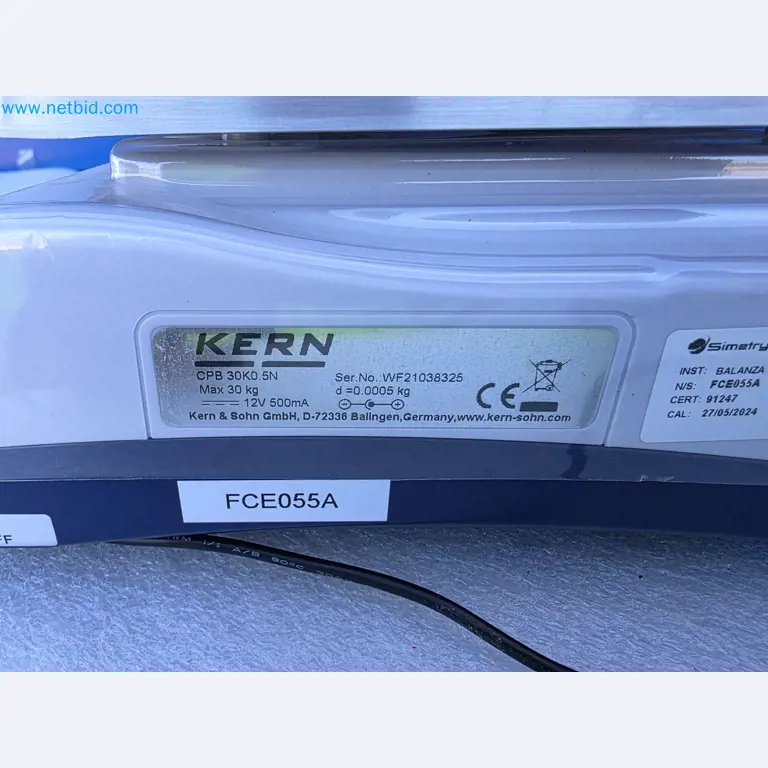 www.netbid.com
KERN
CPB 30K0.5N Ser.No.:WF21038325
Max 30 kg d=0.0005 kg
12V 500mA
CE
Kern & Sohn GmbH, D-72336 Balingen,Germany,www.kern-sohn.com
Simetry
INST: BALANZA
N/S: FCE055A
CERT: 91247
CAL: 27/05/2024
FCE055A
FF